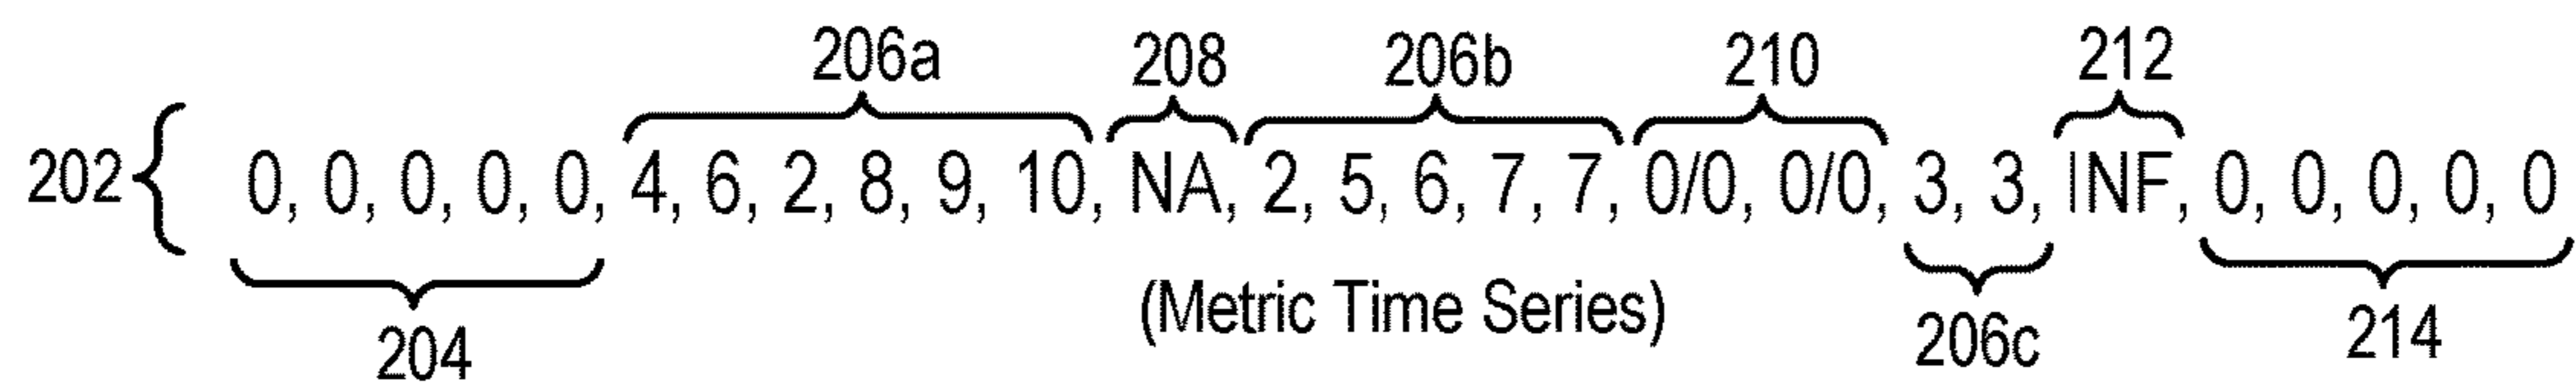 206a 208 206b 210 212
202 0, 0, 0, 0, 0, 4, 6, 2, 8, 9, 10, NA, 2, 5, 6, 7, 7, 0/0, 0/0, 3, 3, INF, 0, 0, 0, 0, 0
(Metric Time Series)
204 206c 214